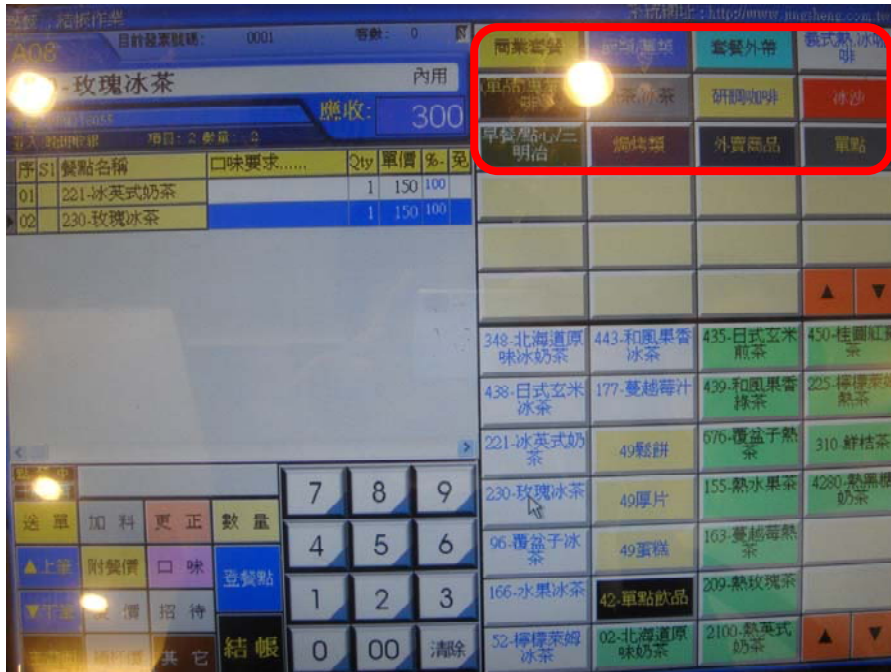 結帳作業
系統網址：http://www.jingsheng.com.tw
A08
目前發票號碼： 0001 客數： 0
-玫瑰冰茶 內用
應收： 300
項目：2 數量：2
序 S1 餐點名稱 口味要求...... Qty 單價 %- 免
01 221-冰英式奶茶 1 150 100
02 230-玫瑰冰茶 1 150 100
商業套餐
套餐外帶
義式熱、冰咖啡
冰茶
研調咖啡
冰沙
早餐/點心/三明治
焗烤類
外賣商品
單點
▲ ▼
348-北海道原味冰奶茶
443-和風果香冰茶
435-日式玄米煎茶
450-桂圓紅棗茶
438-日式玄米冰茶
177-蔓越莓汁
439-和風果香綠茶
225-檸檬萊姆熱茶
221-冰英式奶茶
49鬆餅
676-覆盆子熱茶
310-鮮桔茶
230-玫瑰冰茶
49厚片
155-熱水果茶
4280-熱黑糖奶茶
96-覆盆子冰茶
49蛋糕
163-蔓越莓熱茶
166-水果冰茶
42-單點飲品
209-熱玫瑰茶
52-檸檬萊姆冰茶
02-北海道原味奶茶
2100-熱英式奶茶
▲ ▼
點餐中
送單 加料 更正 數量
▲上筆 附餐價 口味 登餐點
▼下筆 價 招待
其它 結帳
7 8 9
4 5 6
1 2 3
0 00 清除